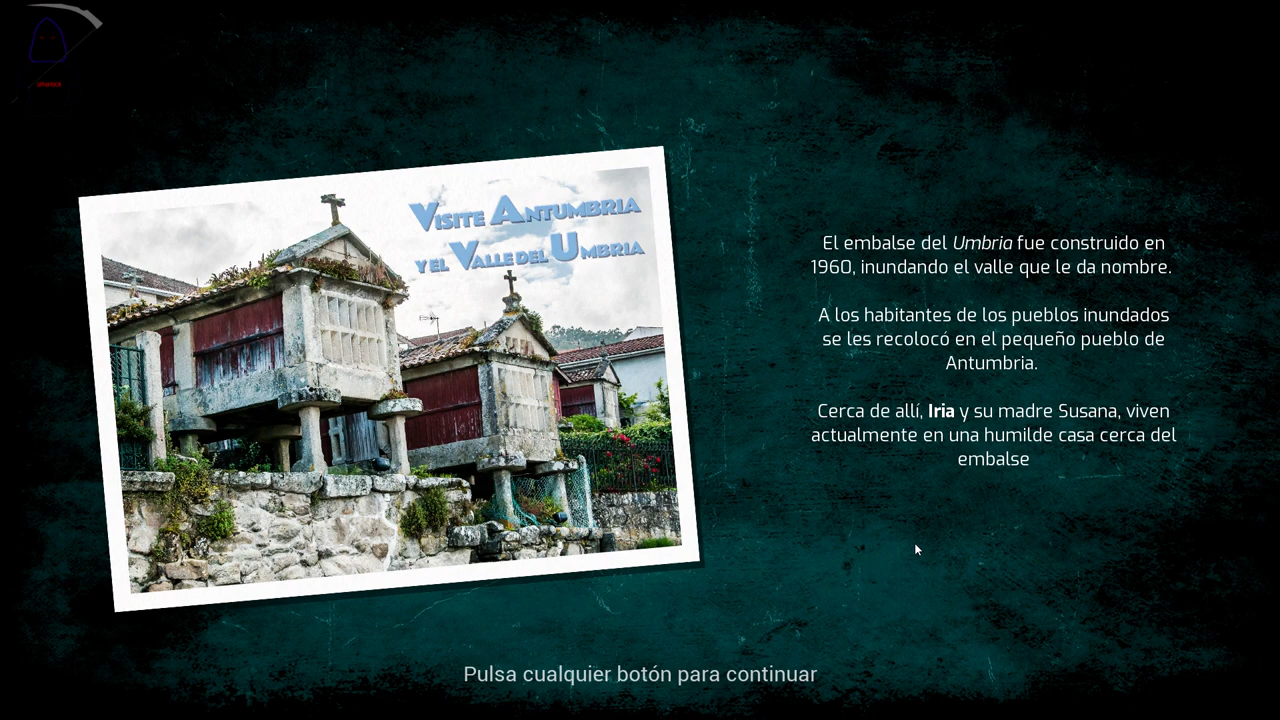 VISITE ANTUMBRIA
Y EL VALLE DEL UMBRIA
El embalse del Umbria fue construido en
1960, inundando el valle que le da nombre.
A los habitantes de los pueblos inundados
se les recolocó en el pequeño pueblo de
Antumbria.
Cerca de allí, Iria y su madre Susana, viven
actualmente en una humilde casa cerca del
embalse
Pulsa cualquier botón para continuar